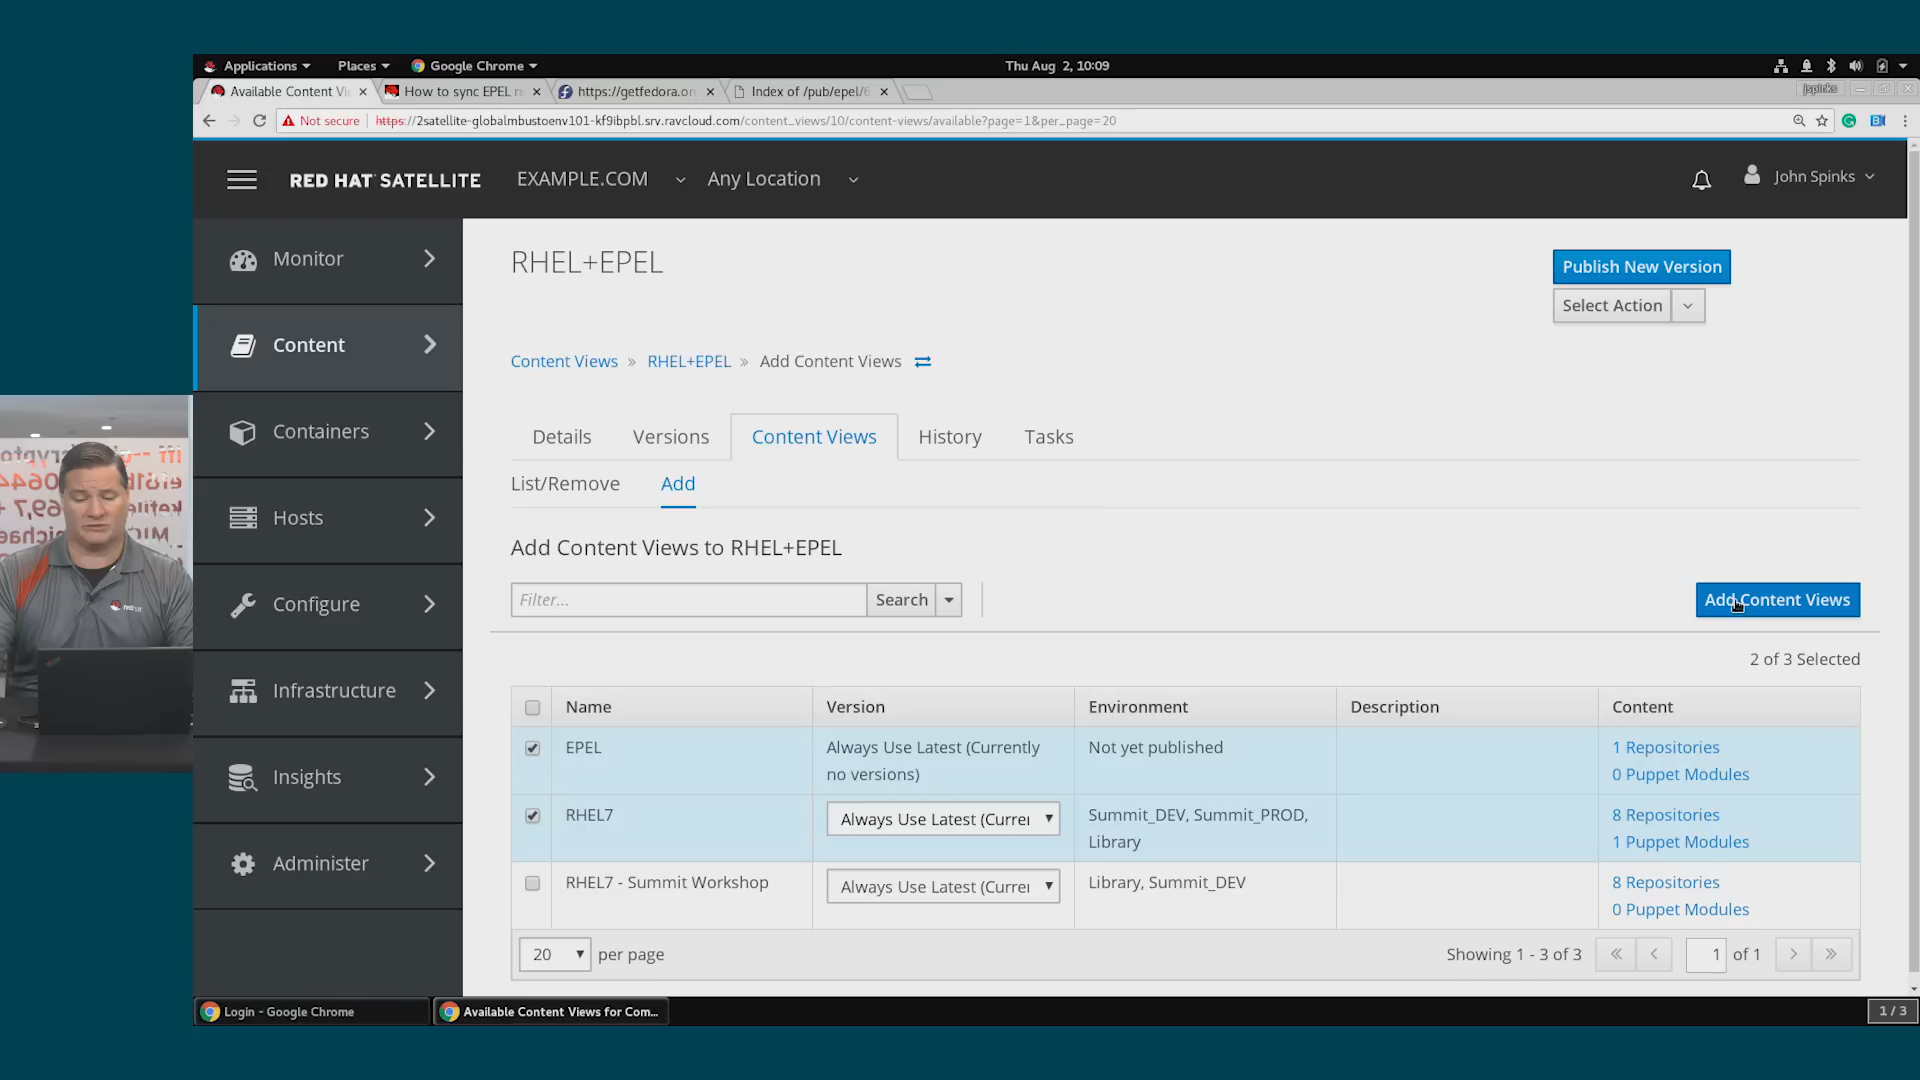 Applications
Places
Google Chrome
Thu Aug 2, 10:09
Available Content Vi
How to sync EPEL r
https://getfedora.or
Index of /pub/epel/6
jspinks
Not secure
https://2satellite-globalmbustoenv101-kf9ibpbl.srv.ravcloud.com/content_views/10/content-views/available?page=1&per_page=20
RED HAT SATELLITE
EXAMPLE.COM
Any Location
John Spinks
Monitor
Content
Containers
Hosts
Configure
Infrastructure
Insights
Administer
RHEL+EPEL
Publish New Version
Select Action
Content Views » RHEL+EPEL » Add Content Views
Details
Versions
Content Views
History
Tasks
List/Remove
Add
Add Content Views to RHEL+EPEL
Filter...
Search
Add Content Views
2 of 3 Selected
Name
Version
Environment
Description
Content
EPEL
Always Use Latest (Currently
no versions)
Not yet published
1 Repositories
0 Puppet Modules
RHEL7
Always Use Latest (Currei
Summit_DEV, Summit_PROD,
Library
8 Repositories
1 Puppet Modules
RHEL7 - Summit Workshop
Always Use Latest (Currei
Library, Summit_DEV
8 Repositories
0 Puppet Modules
20
per page
Showing 1 - 3 of 3
« ‹
1
of 1
› »
redhat
Login - Google Chrome
Available Content Views for Com...
1 / 3